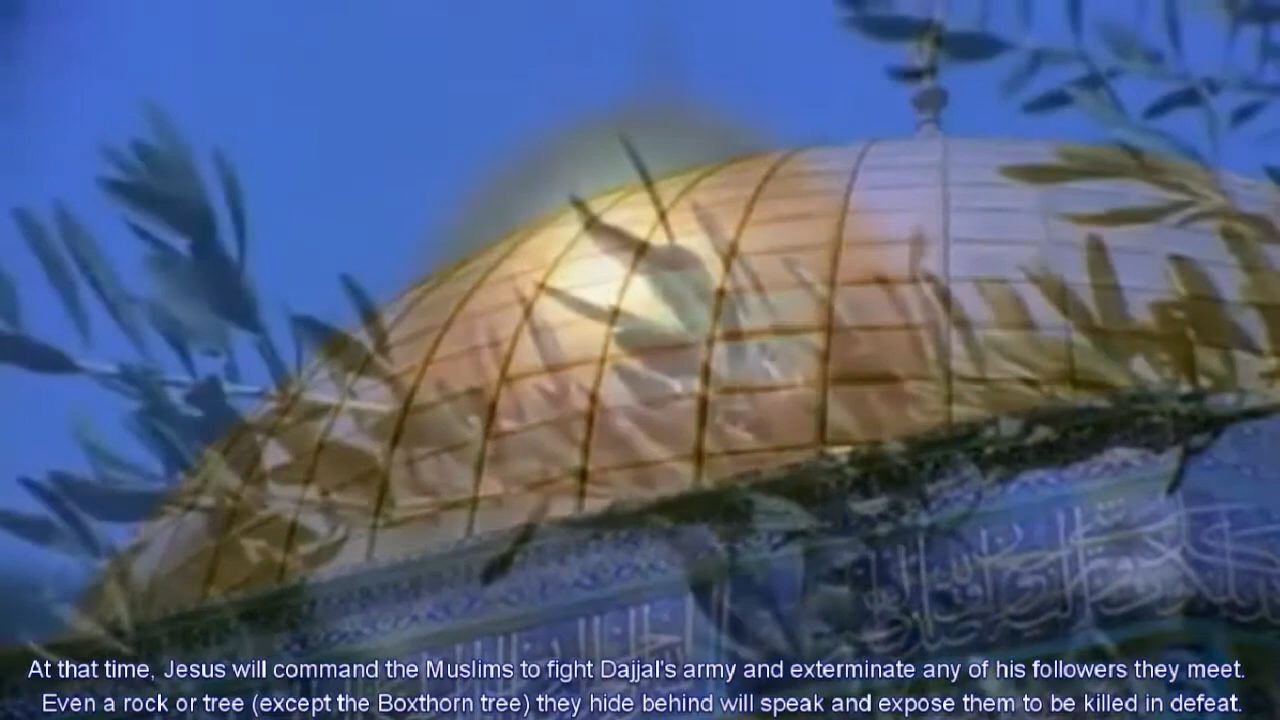 At that time, Jesus will command the Muslims to fight Dajjal's army and exterminate any of his followers they meet.
Even a rock or tree (except the Boxthorn tree) they hide behind will speak and expose them to be killed in defeat.